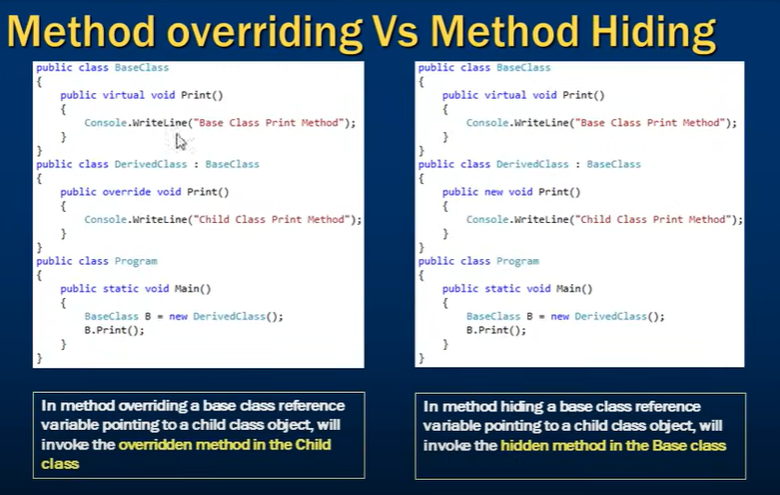 Method overriding Vs Method Hiding
public class BaseClass
{
public virtual void Print()
{
Console.WriteLine("Base Class Print Method");
}
}
public class DerivedClass : BaseClass
{
public override void Print()
{
Console.WriteLine("Child Class Print Method");
}
}
public class Program
{
public static void Main()
{
BaseClass B = new DerivedClass();
B.Print();
}
}
In method overriding a base class reference
variable pointing to a child class object, will
invoke the overridden method in the Child
class
public class BaseClass
{
public virtual void Print()
{
Console.WriteLine("Base Class Print Method");
}
}
public class DerivedClass : BaseClass
{
public new void Print()
{
Console.WriteLine("Child Class Print Method");
}
}
public class Program
{
public static void Main()
{
BaseClass B = new DerivedClass();
B.Print();
}
}
In method hiding a base class reference
variable pointing to a child class object, will
invoke the hidden method in the Base class